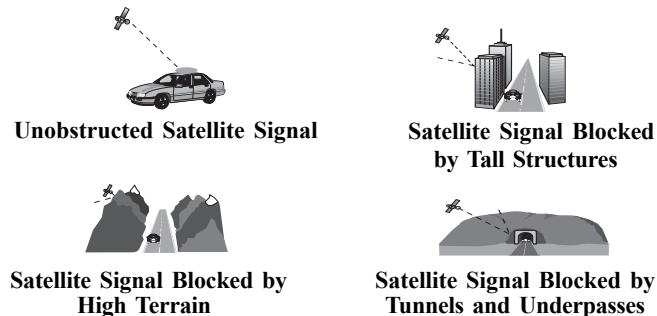 Unobstructed Satellite Signal
Satellite Signal Blocked
by Tall Structures
Satellite Signal Blocked by
High Terrain
Satellite Signal Blocked by
Tunnels and Underpasses